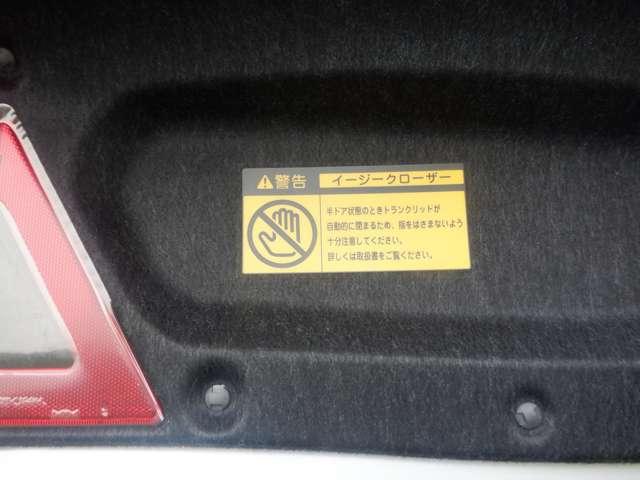 警告 イージークローザー
半ドア状態のときトランクリッドが
自動的に閉まるため、指をはさまないよう
十分注意してください。
詳しくは取扱書をご覧ください。